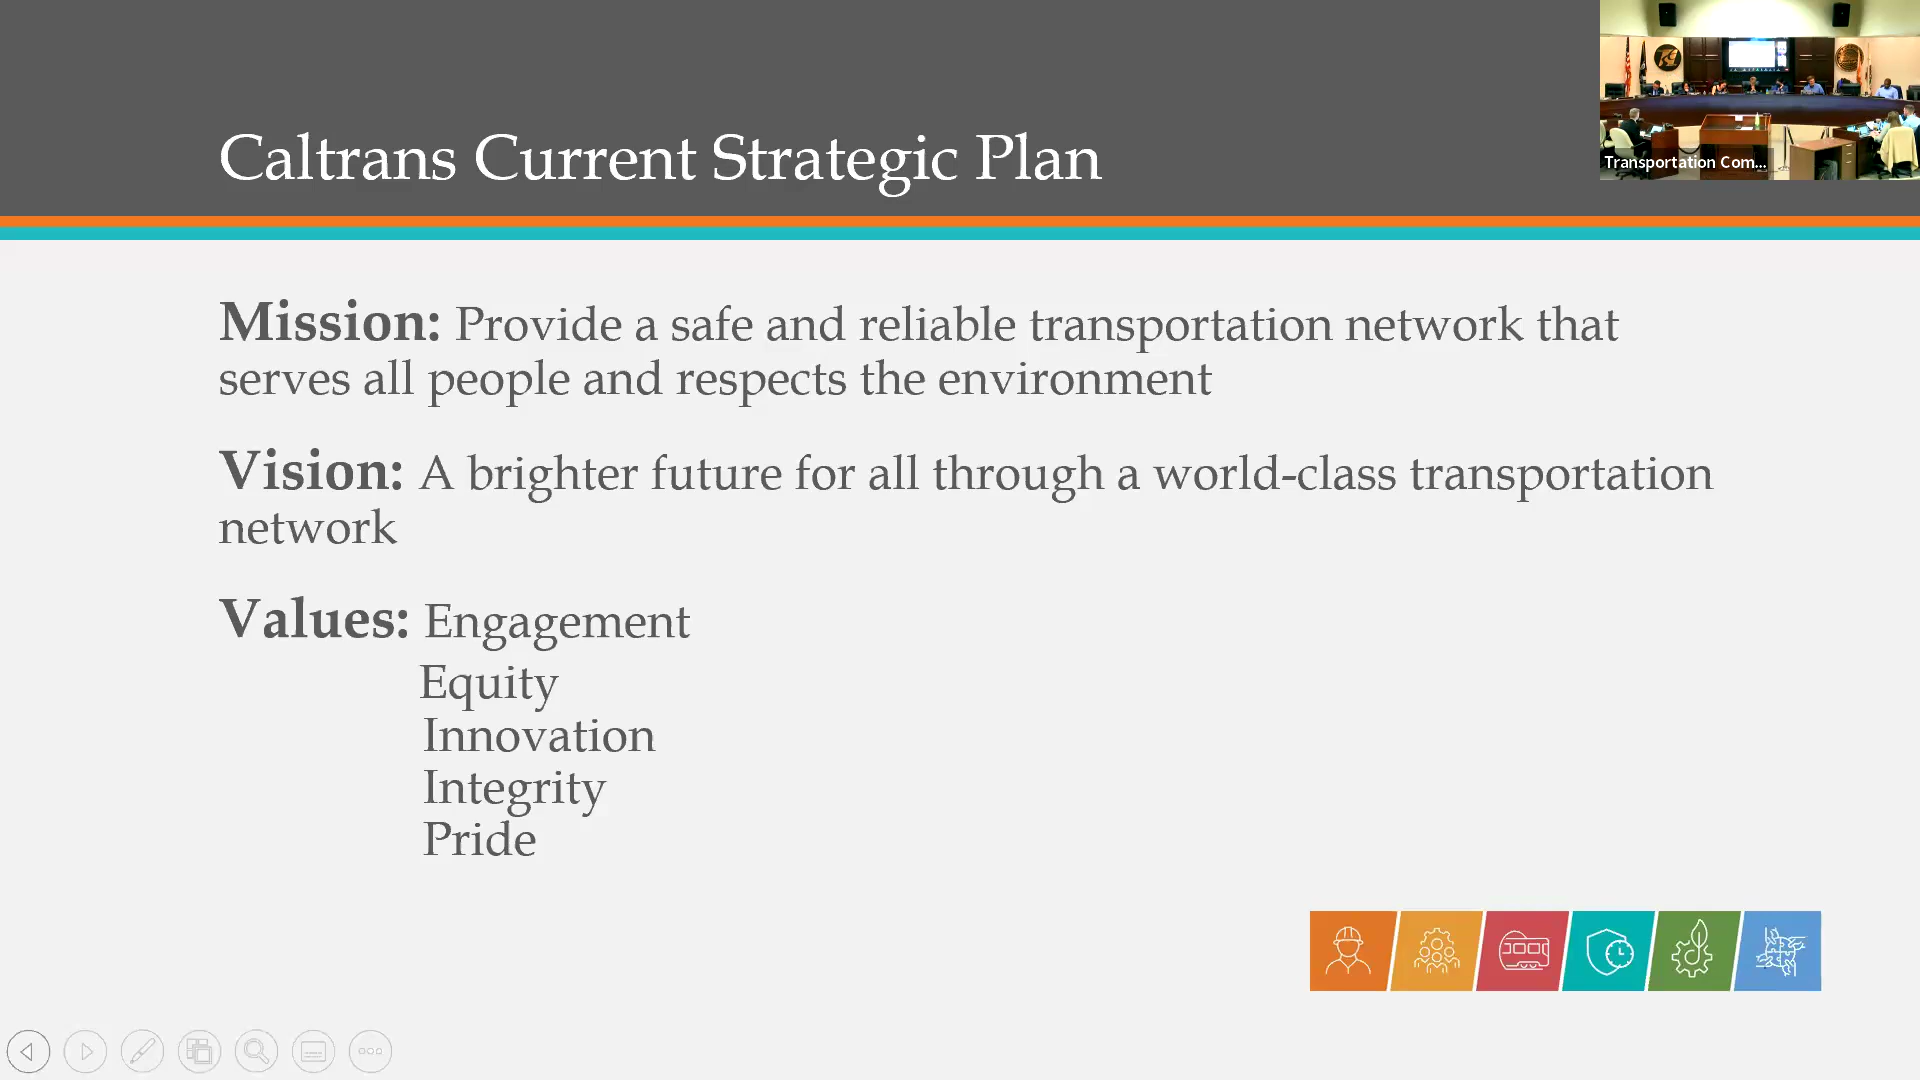 Caltrans Current Strategic Plan
Transportation Com...
Mission: Provide a safe and reliable transportation network that
serves all people and respects the environment
Vision: A brighter future for all through a world-class transportation
network
Values: Engagement
Equity
Innovation
Integrity
Pride